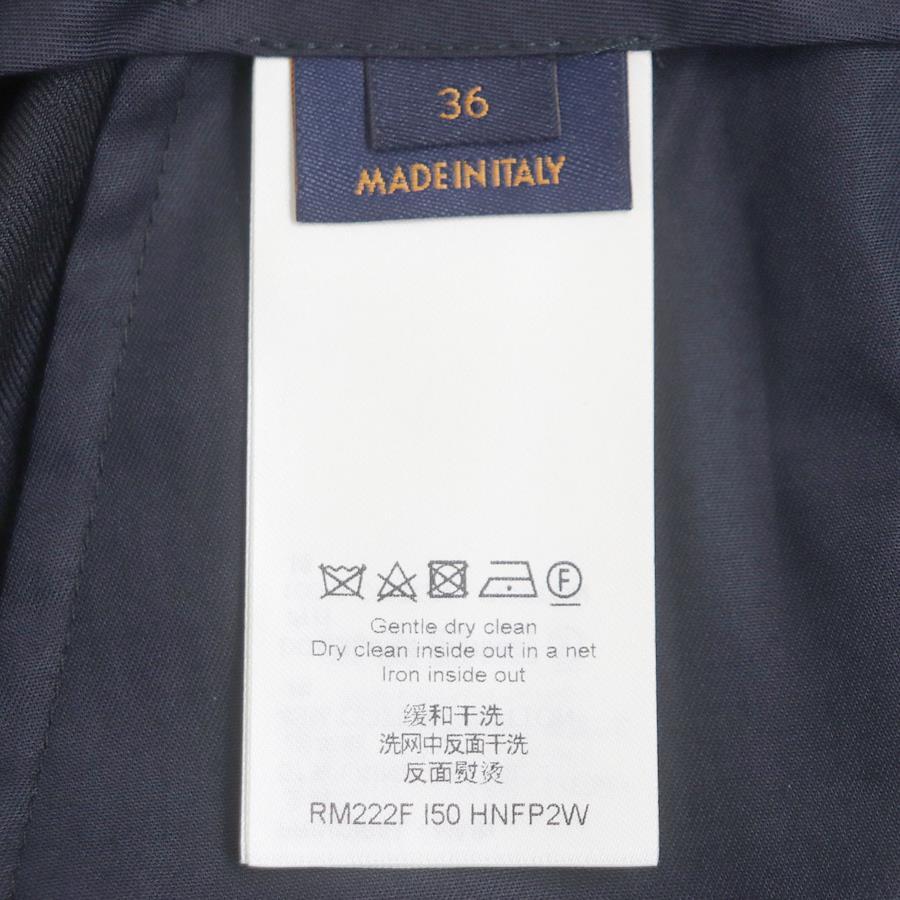 36
MADE IN ITALY
F
Gentle dry clean
Dry clean inside out in a net
Iron inside out
缓和干洗
洗网中反面干洗
反面熨烫
RM222F I50 HNFP2W